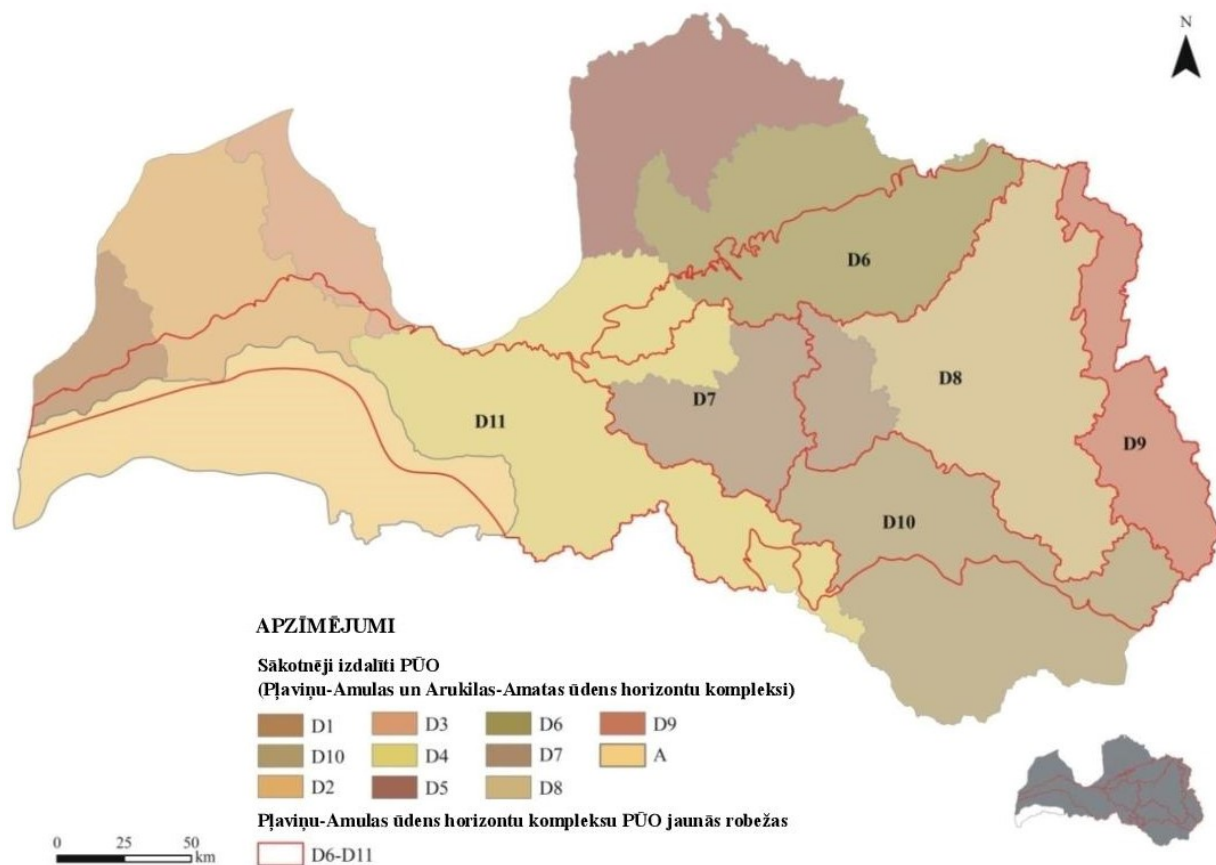 N
D6
D8
D7
D11
D9
D10
APZĪMĒJUMI
Sākotnēji izdalīti PŪO
(Pļaviņu-Amulas un Arukilas-Amatas ūdens horizontu kompleksi)
D1 D3 D6 D9
D10 D4 D7 A
D2 D5 D8
Pļaviņu-Amulas ūdens horizontu kompleksu PŪO jaunās robežas
D6-D11
0 25 50
km